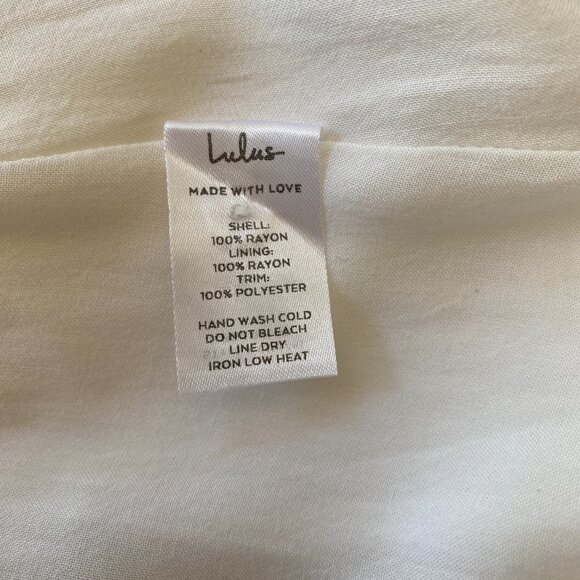 Lulus
MADE WITH LOVE
SHELL:
100% RAYON
LINING:
100% RAYON
TRIM:
100% POLYESTER
HAND WASH COLD
DO NOT BLEACH
LINE DRY
IRON LOW HEAT